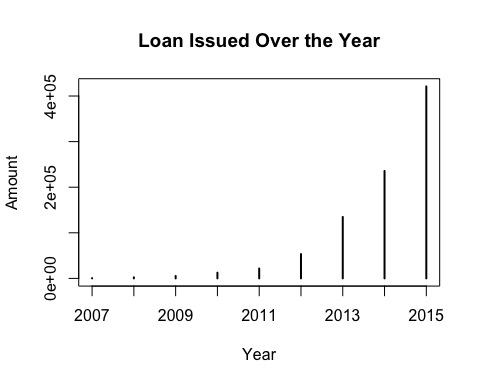 Loan Issued Over the Year
Amount
4e+05
2e+05
0e+00
2007 2009 2011 2013 2015
Year